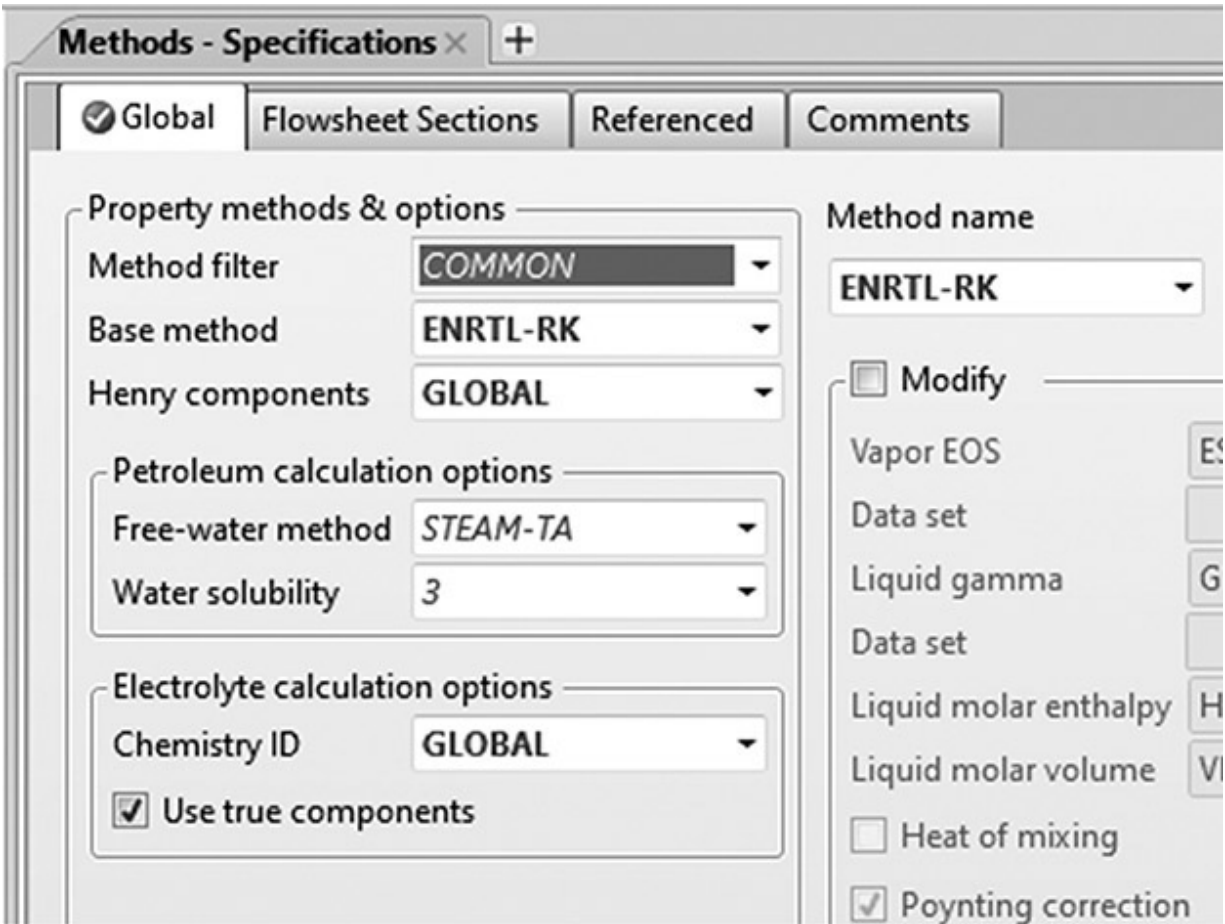 Methods - Specifications × +
Global Flowsheet Sections Referenced Comments
Property methods & options
Method filter COMMON
Base method ENRTL-RK
Henry components GLOBAL
Petroleum calculation options
Free-water method STEAM-TA
Water solubility 3
Electrolyte calculation options
Chemistry ID GLOBAL
Use true components
Method name
ENRTL-RK
Modify
Vapor EOS ES
Data set
Liquid gamma G
Data set
Liquid molar enthalpy H
Liquid molar volume
Heat of mixing
Poynting correction